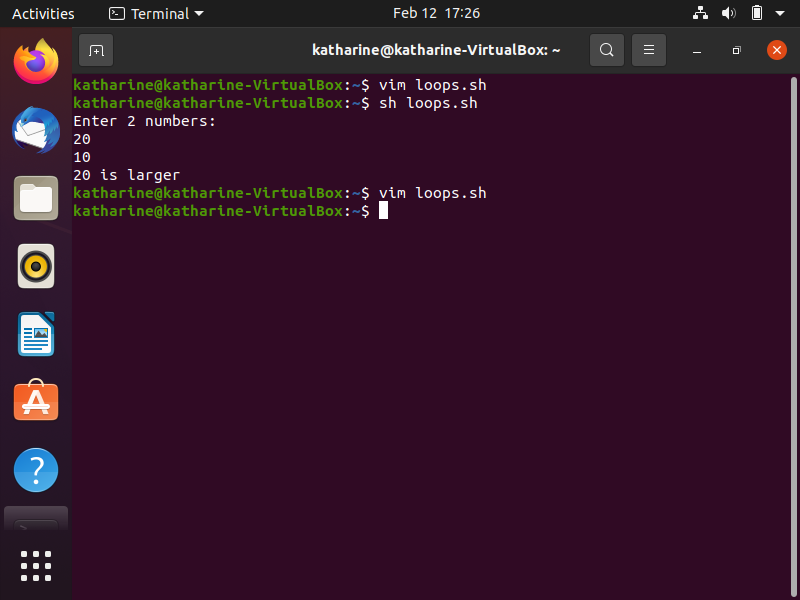 Activities Terminal Feb 12 17:26
katharine@katharine-VirtualBox: ~
katharine@katharine-VirtualBox:~$ vim loops.sh
katharine@katharine-VirtualBox:~$ sh loops.sh
Enter 2 numbers:
20
10
20 is larger
katharine@katharine-VirtualBox:~$ vim loops.sh
katharine@katharine-VirtualBox:~$